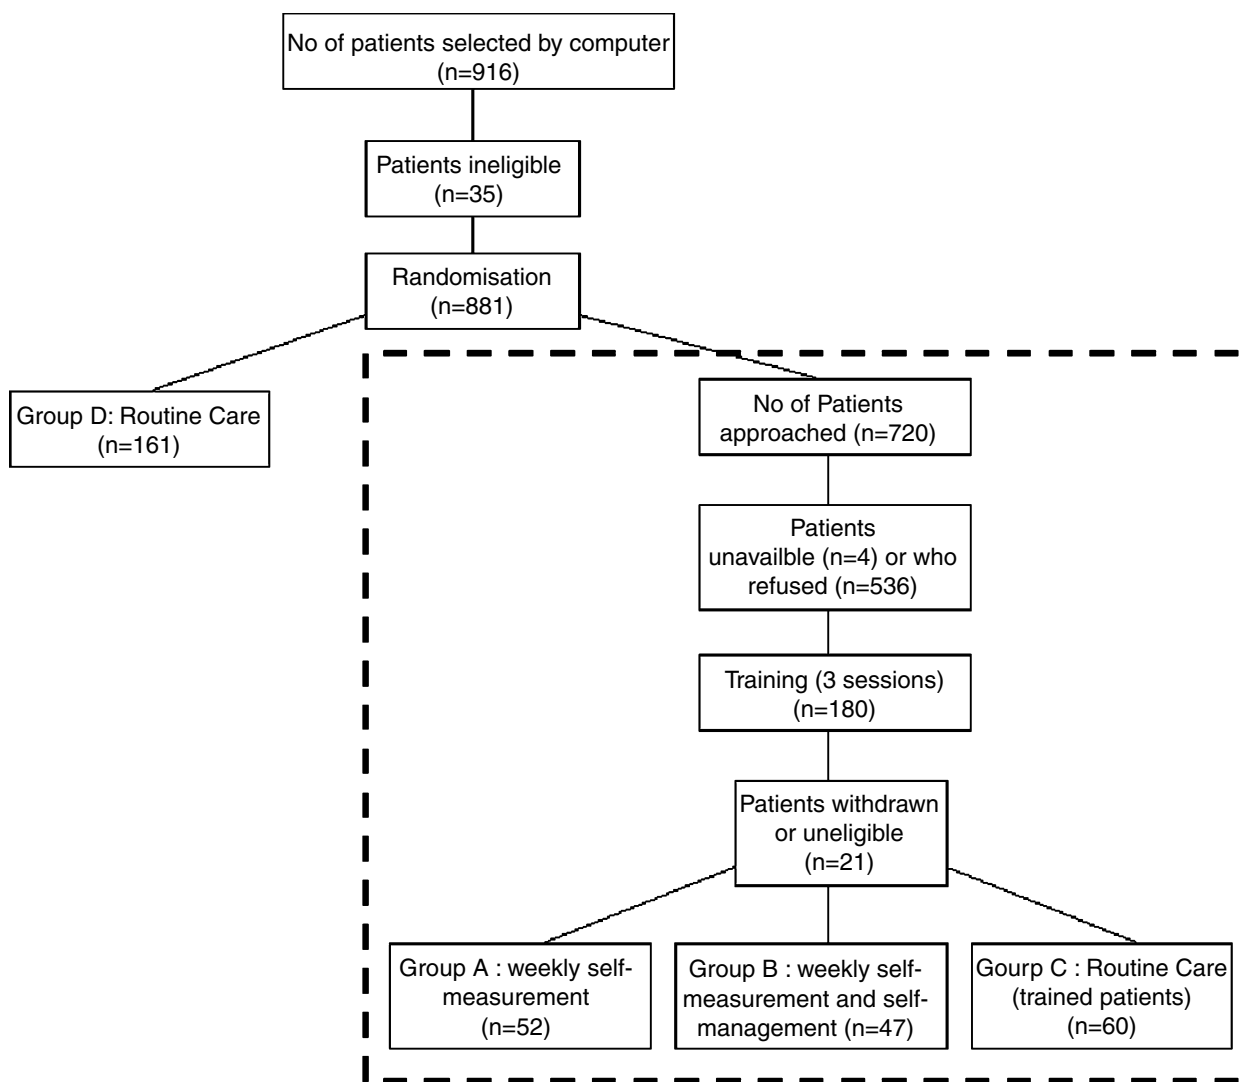 No of patients selected by computer
(n=916)
Patients ineligible
(n=35)
Randomisation
(n=881)
Group D: Routine Care
(n=161)
No of Patients
approached (n=720)
Patients
unavailble (n=4) or who
refused (n=536)
Training (3 sessions)
(n=180)
Patients withdrawn
or uneligible
(n=21)
Group A : weekly self-
measurement
(n=52)
Group B : weekly self-
measurement and self-
management (n=47)
Gourp C : Routine Care
(trained patients)
(n=60)